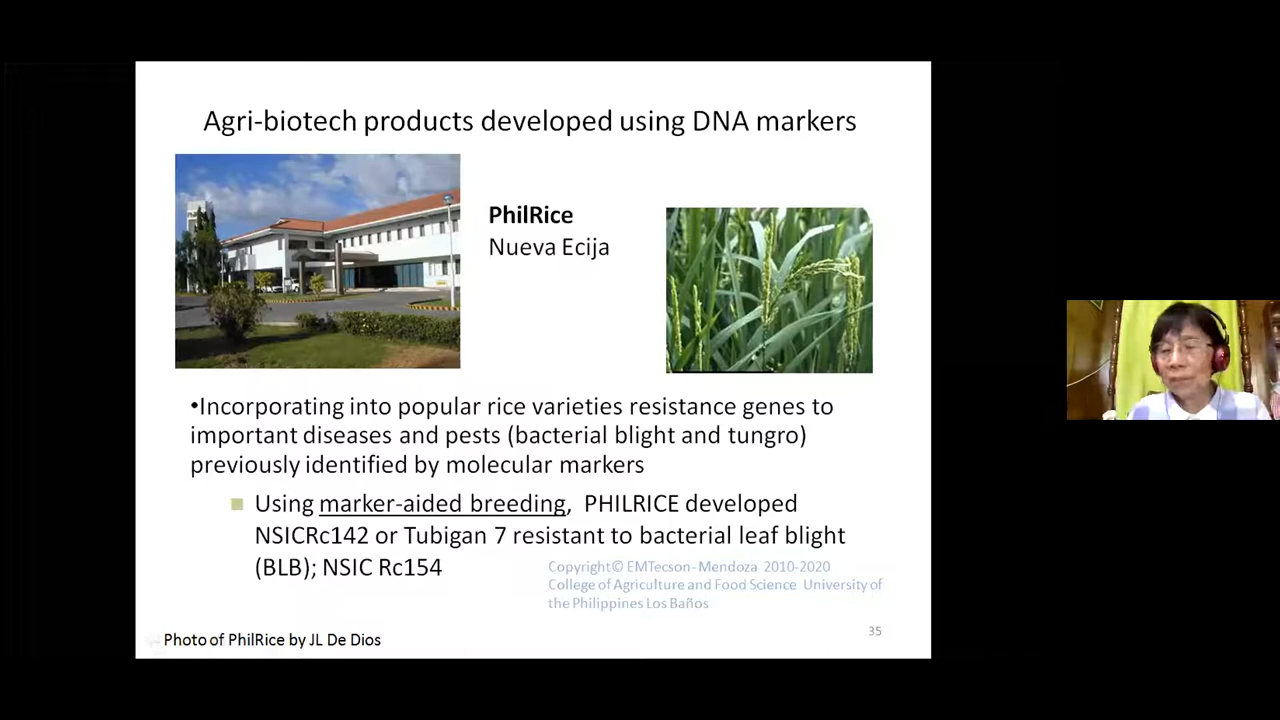 Agri-biotech products developed using DNA markers
PhilRice
Nueva Ecija
•Incorporating into popular rice varieties resistance genes to
important diseases and pests (bacterial blight and tungro)
previously identified by molecular markers
Using marker-aided breeding, PHILRICE developed
NSICRc142 or Tubigan 7 resistant to bacterial leaf blight
(BLB); NSIC Rc154
Copyright© EMTecson-Mendoza 2010-2020
College of Agriculture and Food Science University of
the Philippines Los Baños
35
Photo of PhilRice by JL De Dios